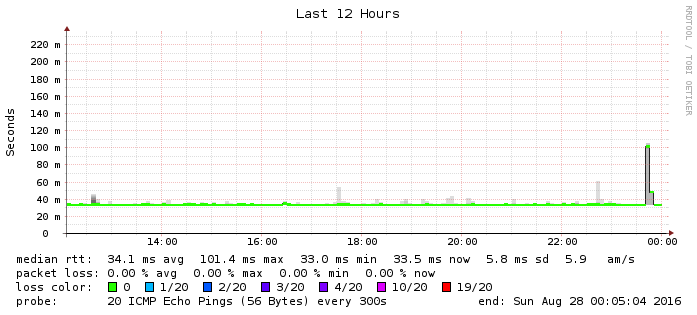 Last 12 Hours
RRDTOOL / TOBI OETIKER
Seconds
220 m
200 m
180 m
160 m
140 m
120 m
100 m
80 m
60 m
40 m
20 m
0
14:00 16:00 18:00 20:00 22:00 00:00
median rtt: 34.1 ms avg 101.4 ms max 33.0 ms min 33.5 ms now 5.8 ms sd 5.9 am/s
packet loss: 0.00 % avg 0.00 % max 0.00 % min 0.00 % now
loss color: 0 1/20 2/20 3/20 4/20 10/20 19/20
probe: 20 ICMP Echo Pings (56 Bytes) every 300s end: Sun Aug 28 00:05:04 2016